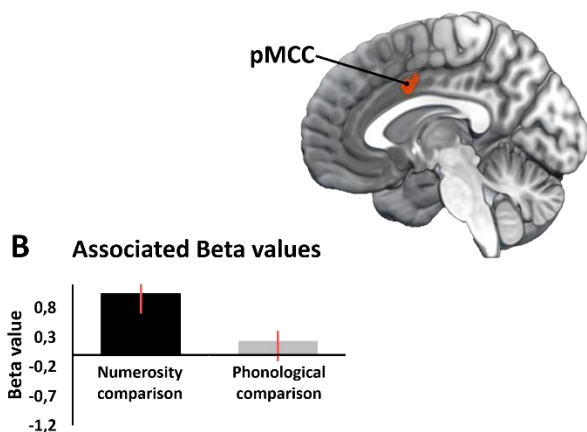 pMCC
B Associated Beta values
Beta value
0,8
0,3
-0,2
-0,7
-1,2
Numerosity
comparison
Phonological
comparison